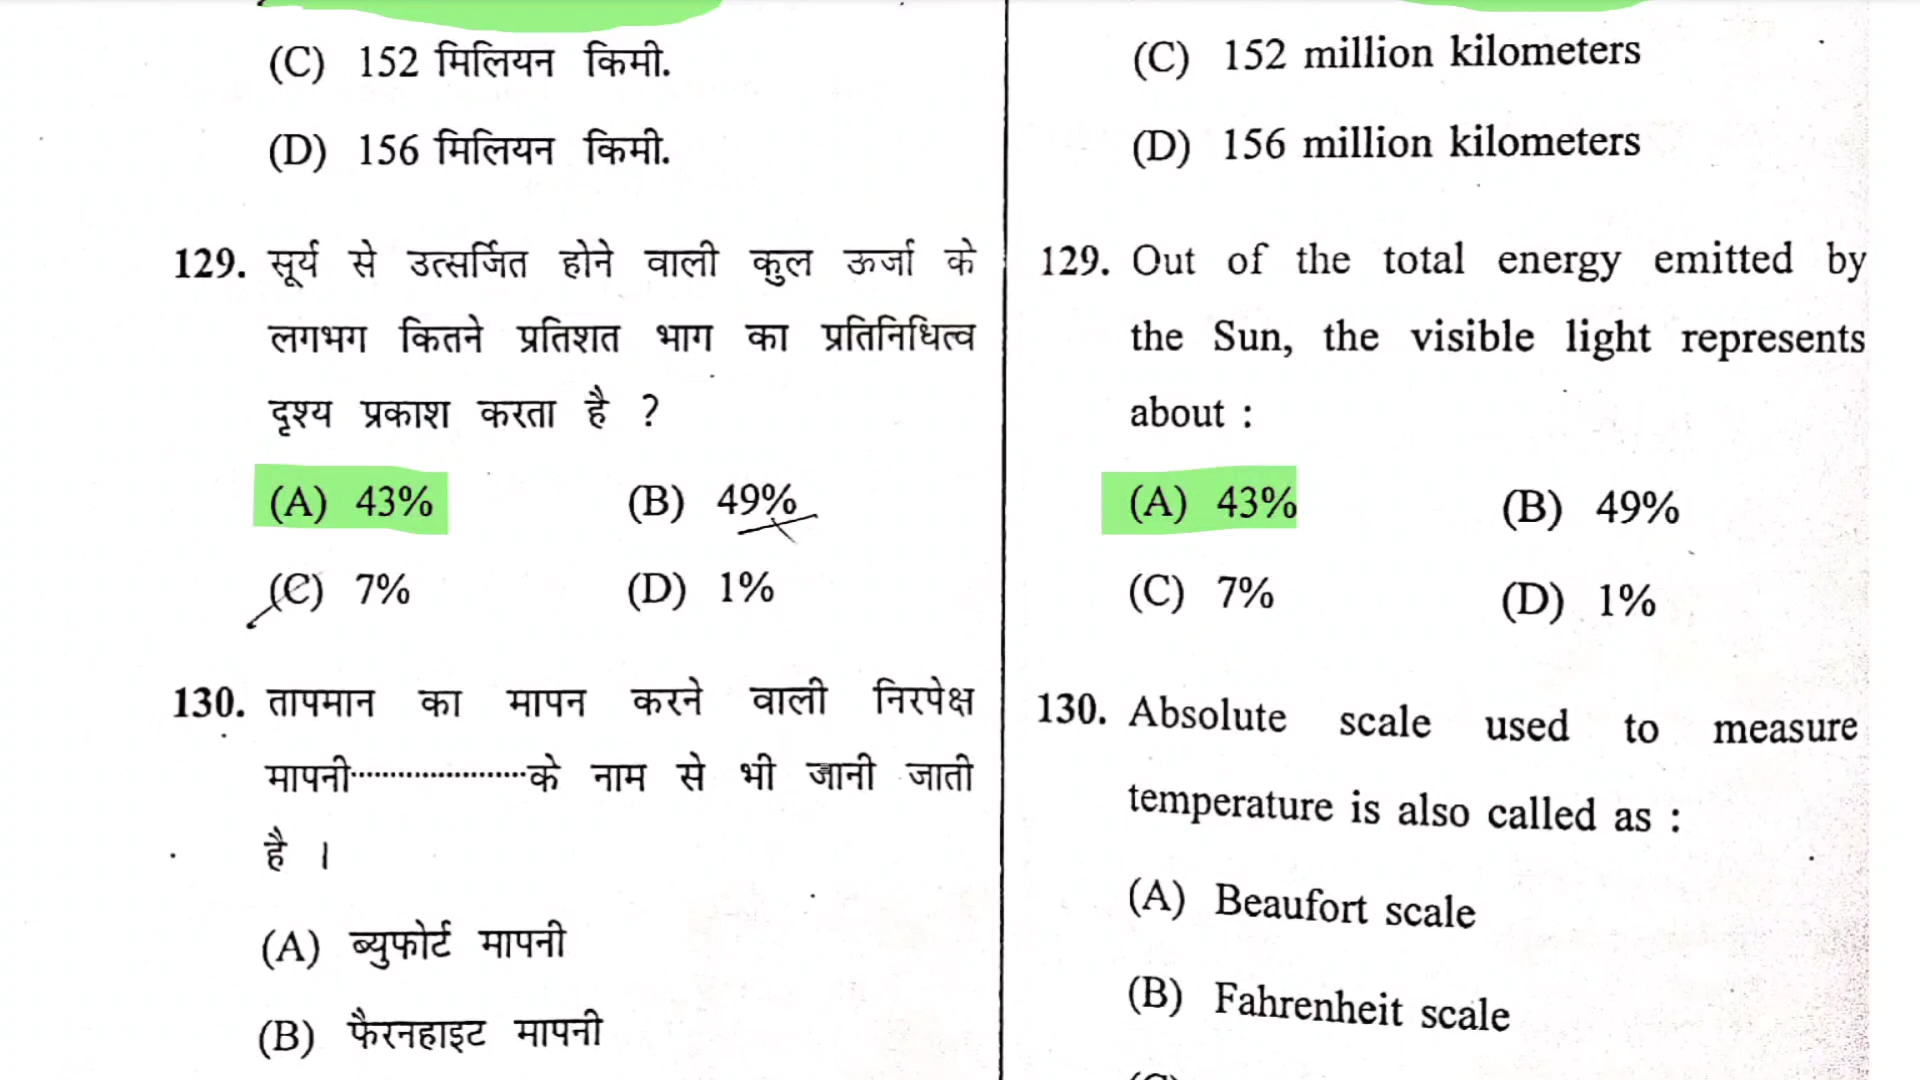 (C) 152 मिलियन किमी.
(D) 156 मिलियन किमी.
129. सूर्य से उत्सर्जित होने वाली कुल ऊर्जा के
लगभग कितने प्रतिशत भाग का प्रतिनिधित्व
दृश्य प्रकाश करता है ?
(A) 43% (B) 49%
(C) 7% (D) 1%
130. तापमान का मापन करने वाली निरपेक्ष
मापनी.....................के नाम से भी जानी जाती
है ।
(A) ब्युफोर्ट मापनी
(B) फैरनहाइट मापनी
(C) 152 million kilometers
(D) 156 million kilometers
129. Out of the total energy emitted by
the Sun, the visible light represents
about :
(A) 43% (B) 49%
(C) 7% (D) 1%
130. Absolute scale used to measure
temperature is also called as :
(A) Beaufort scale
(B) Fahrenheit scale